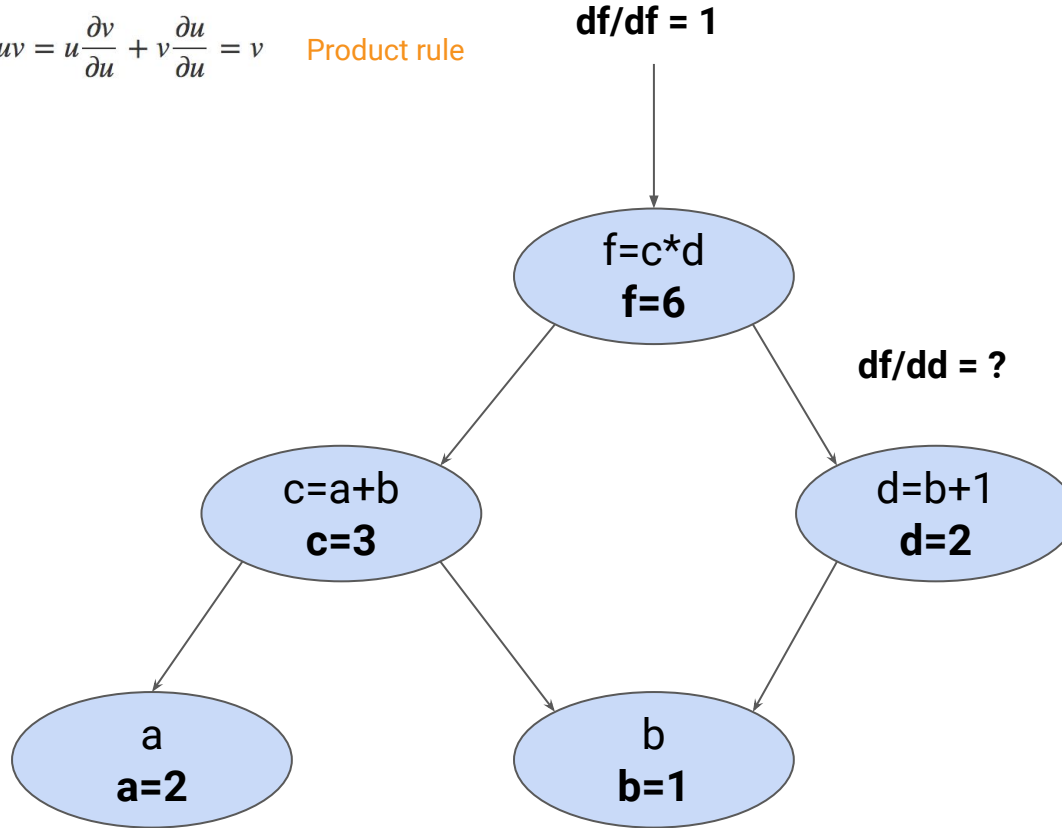 df/df = 1
uv = u ∂v/∂u + v ∂u/∂u = v Product rule
f=c*d
f=6
df/dd = ?
c=a+b
c=3
d=b+1
d=2
a
a=2
b
b=1